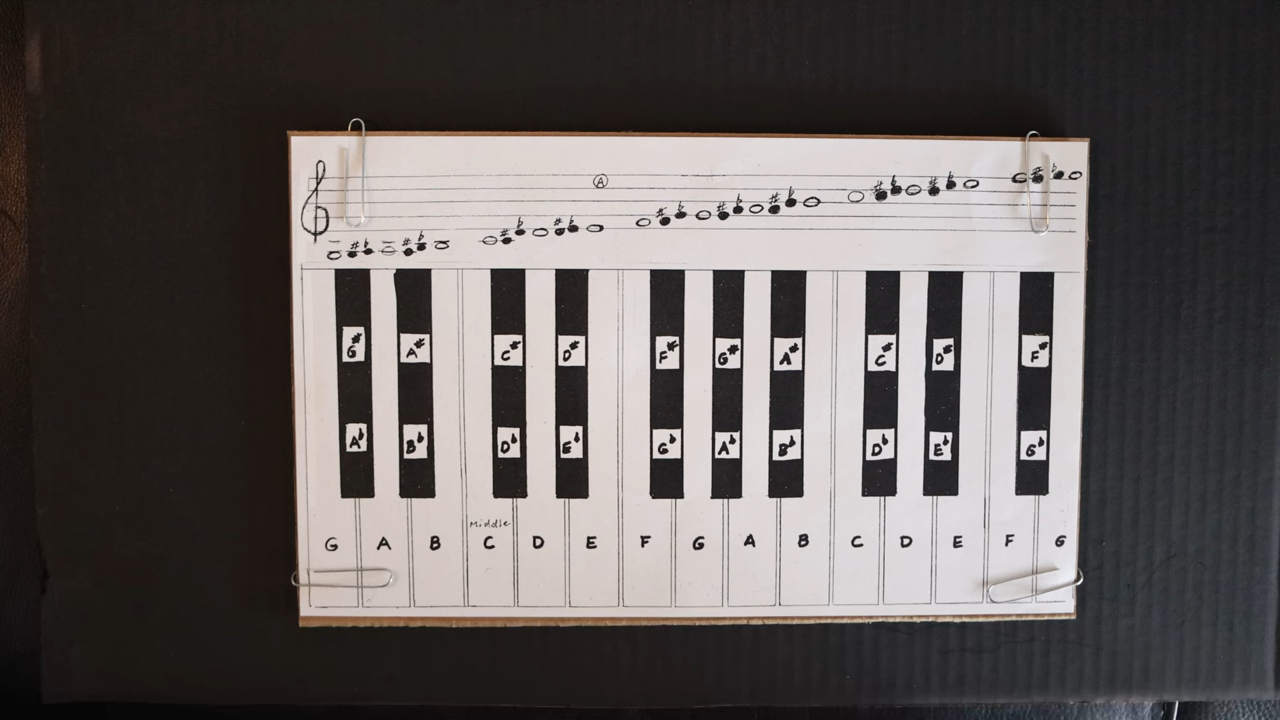 A
G# A# C# D# F# G# A# C# D# F#
A♭ B♭ D♭ E♭ G♭ A♭ B♭ D♭ E♭ G♭
Middle
G A B C D E F G A B C D E F G